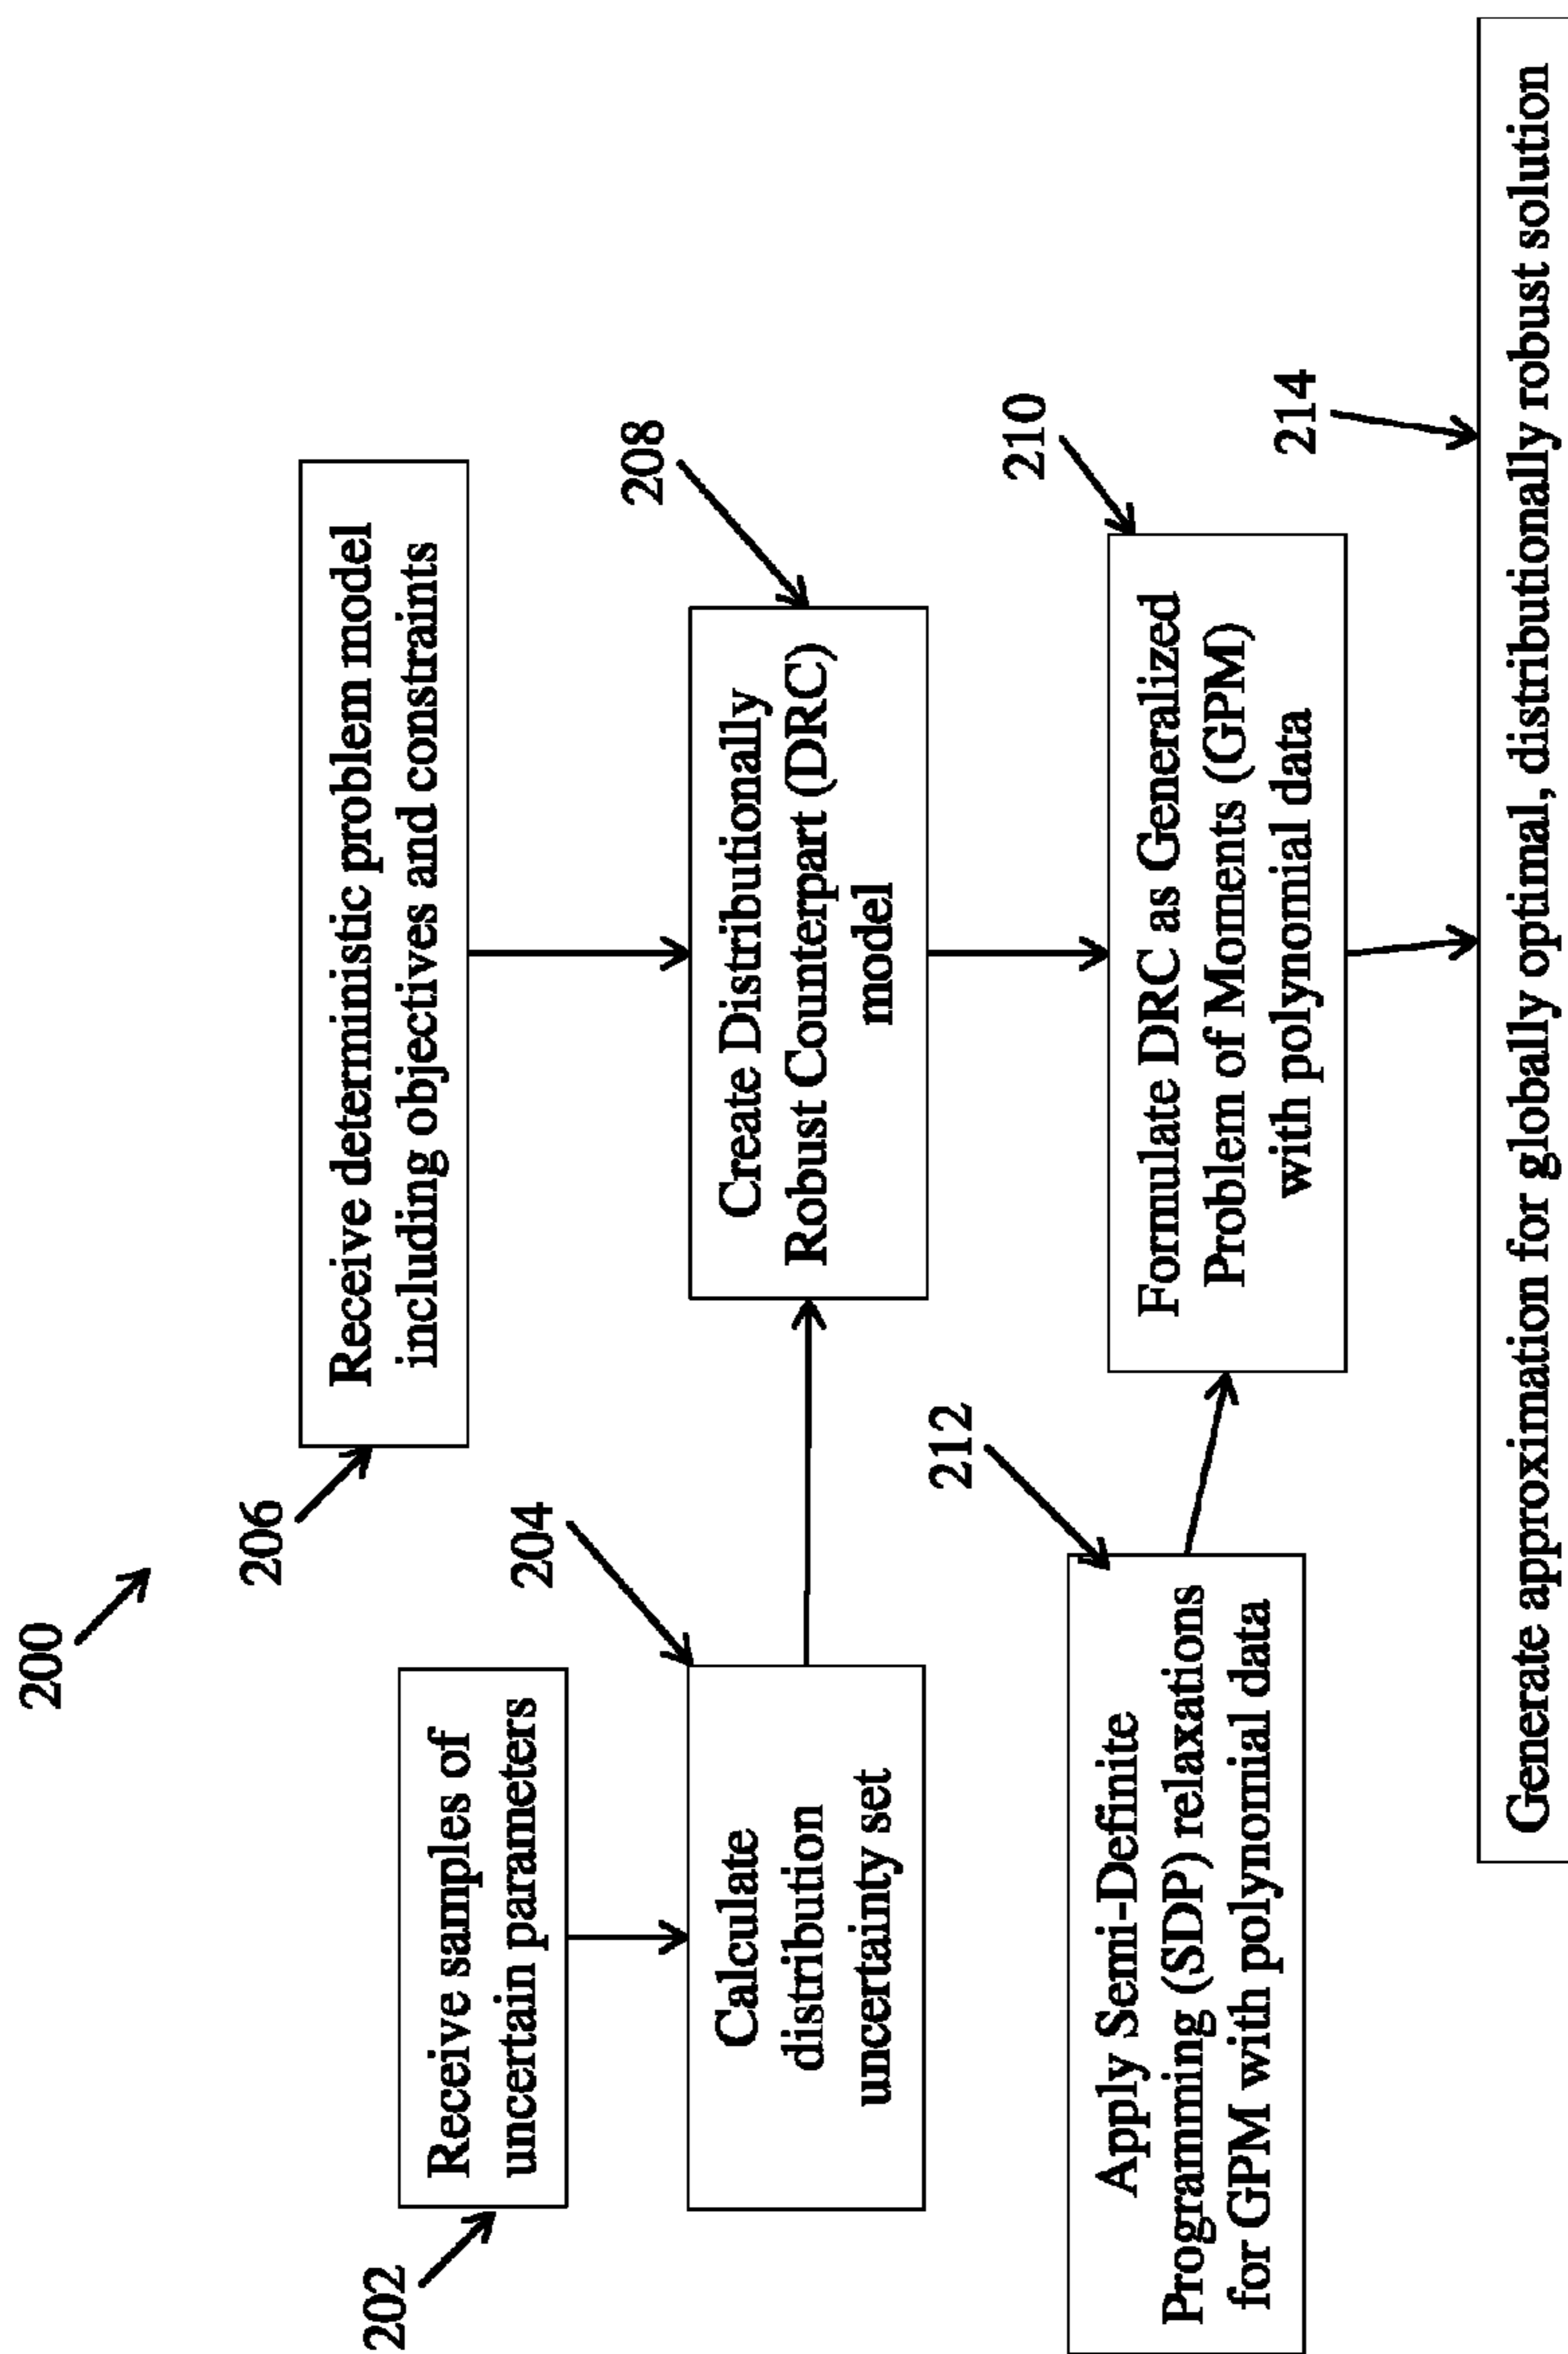 200
202
Receive samples of
uncertain parameters
206
Receive deterministic problem model
including objectives and constraints
204
Calculate
distribution
uncertainty set
208
Create Distributionally
Robust Counterpart (DRC)
model
212
Apply Semi-Definite
Programming (SDP) relaxations
for GPM with polynomial data
210
Formulate DRC as Generalized
Problem of Moments (GPM)
with polynomial data
214
Generate approximation for globally optimal, distributionally robust solution